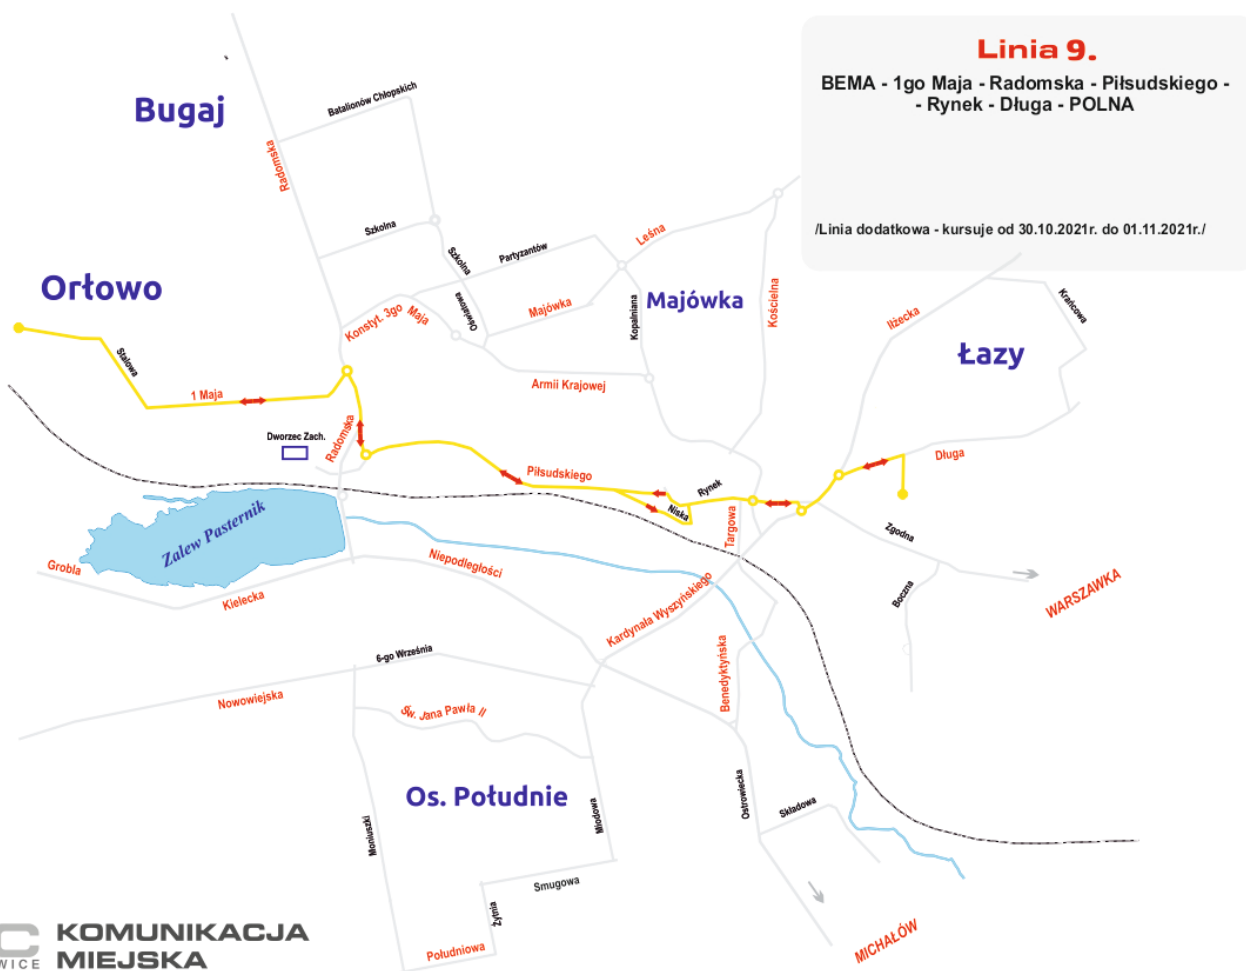 Linia 9.
BEMA - 1go Maja - Radomska - Piłsudskiego -
- Rynek - Długa - POLNA
/Linia dodatkowa - kursuje od 30.10.2021r. do 01.11.2021r./
Bugaj
Batalionów Chłopskich
Radomska
Szkolna
Szkolna
Partyzantów
Leśna
Orłowo
Majówka
Oświatowa
Majówka
Kopalniana
Kościelna
Konstyt. 3go Maja
Iłżecka
Krańcowa
Łazy
Stalowa
1 Maja
Armii Krajowej
Dworzec Zach.
Radomska
Piłsudskiego
Rynek
Niska
Długa
Targowa
Zgodna
Zalew Pasternik
Grobla
Kielecka
Niepodległości
Kardynała Wyszyńskiego
Boczna
WARSZAWKA
6-go Września
Nowowiejska
Św. Jana Pawła II
Benedyktyńska
Os. Południe
Moniuszki
Miodowa
Ostrowiecka
Składowa
Smugowa
Żytnia
Południowa
MICHAŁÓW
C KOMUNIKACJA
WICE MIEJSKA